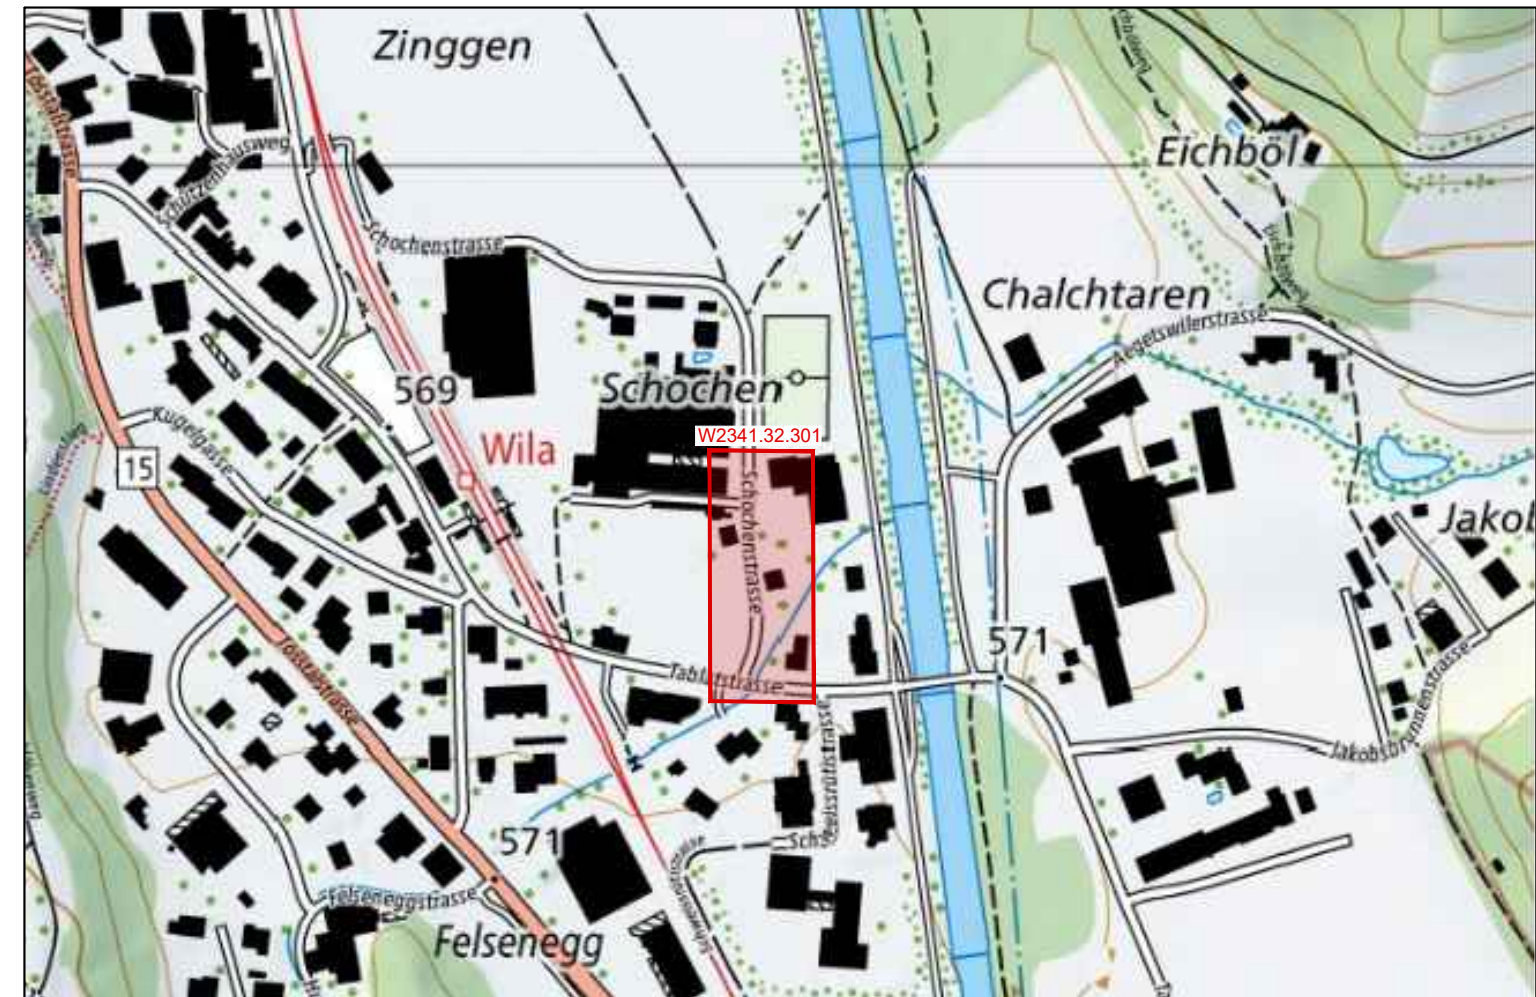 Zinggen
Tösstalstrasse
Schützenhausweg
Eichböl
Schochenstrasse
Chalchtaren
Aegetswilerstrasse
569
Schochen
W2341.32.301
Kugelgasse
Wila
15
Schochenstrasse
571
Tablatstrasse
Tösstalstrasse
Jakobsbrunnenstrasse
571
Felseneggstrasse
Felsenegg